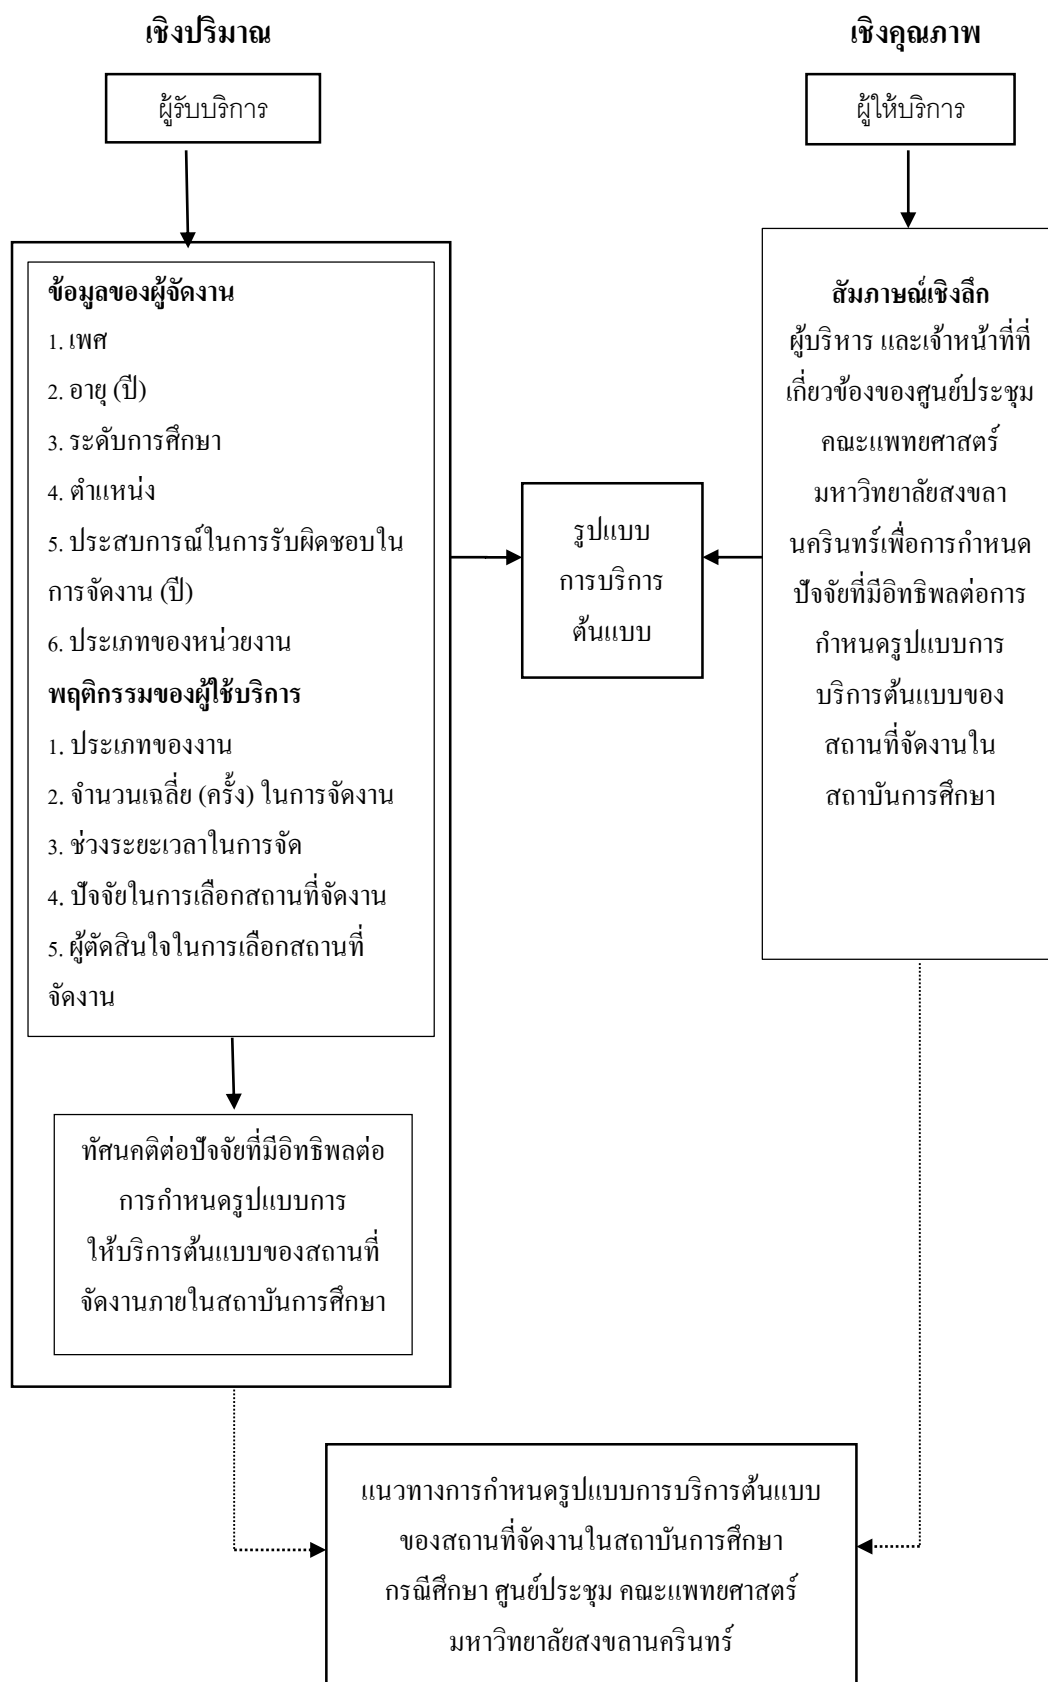 เชิงปริมาณ
เชิงคุณภาพ
ผู้รับบริการ
ผู้ให้บริการ
ข้อมูลของผู้จัดงาน
1. เพศ
2. อายุ (ปี)
3. ระดับการศึกษา
4. ตำแหน่ง
5. ประสบการณ์ในการรับผิดชอบใน
การจัดงาน (ปี)
6. ประเภทของหน่วยงาน
พฤติกรรมของผู้ใช้บริการ
1. ประเภทของงาน
2. จำนวนเฉลี่ย (ครั้ง) ในการจัดงาน
3. ช่วงระยะเวลาในการจัด
4. ปัจจัยในการเลือกสถานที่จัดงาน
5. ผู้ตัดสินใจในการเลือกสถานที่
จัดงาน
ทัศนคติต่อปัจจัยที่มีอิทธิพลต่อ
การกำหนดรูปแบบการ
ให้บริการต้นแบบของสถานที่
จัดงานภายในสถาบันการศึกษา
รูปแบบ
การบริการ
ต้นแบบ
สัมภาษณ์เชิงลึก
ผู้บริหาร และเจ้าหน้าที่ที่
เกี่ยวข้องของศูนย์ประชุม
คณะแพทยศาสตร์
มหาวิทยาลัยสงขลา
นครินทร์เพื่อการกำหนด
ปัจจัยที่มีอิทธิพลต่อการ
กำหนดรูปแบบการ
บริการต้นแบบของ
สถานที่จัดงานใน
สถาบันการศึกษา
แนวทางการกำหนดรูปแบบการบริการต้นแบบ
ของสถานที่จัดงานในสถาบันการศึกษา
กรณีศึกษา ศูนย์ประชุม คณะแพทยศาสตร์
มหาวิทยาลัยสงขลานครินทร์